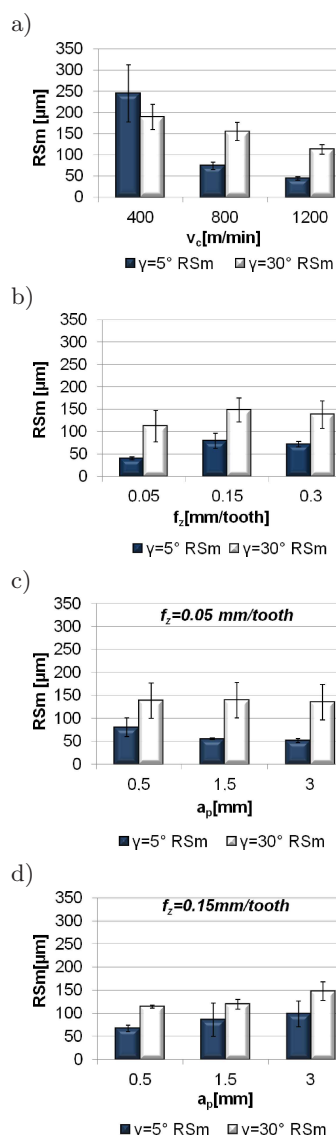 a)
350
300
250
200
150
100
50
0
RSm [µm]
400 800 1200
vc[m/min]
γ=5° RSm γ=30° RSm
b)
350
300
250
200
150
100
50
0
RSm [µm]
0.05 0.15 0.3
fz[mm/tooth]
γ=5° RSm γ=30° RSm
c)
fz=0.05 mm/tooth
350
300
250
200
150
100
50
0
RSm [µm]
0.5 1.5 3
ap[mm]
γ=5° RSm γ=30° RSm
d)
fz=0.15mm/tooth
350
300
250
200
150
100
50
0
RSm[µm]
0.5 1.5 3
ap[mm]
γ=5° RSm γ=30° RSm